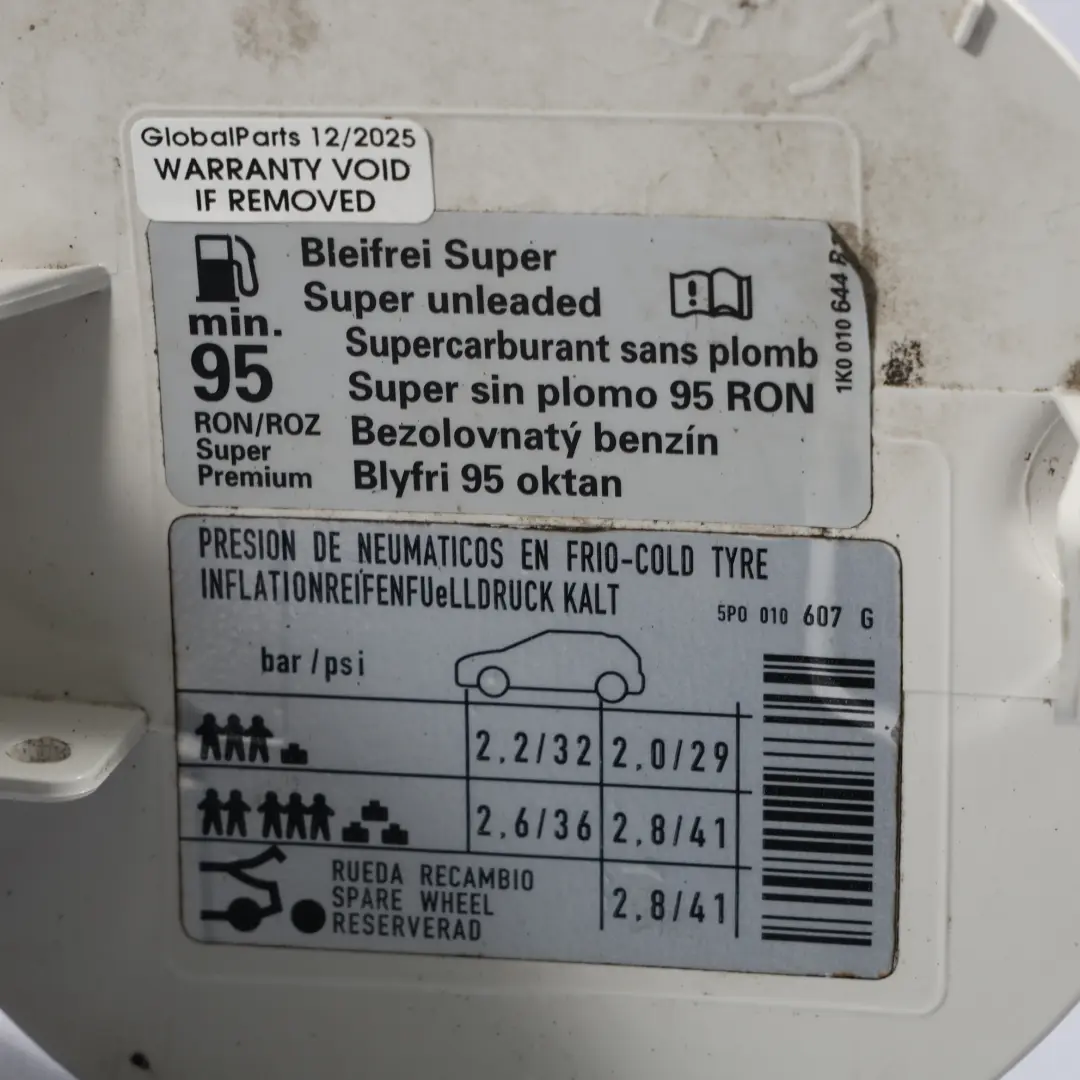 GlobalParts 12/2025
WARRANTY VOID
IF REMOVED
Bleifrei Super
Super unleaded
Supercarburant sans plomb
Super sin plomo 95 RON
Bezolovnatý benzín
Blyfri 95 oktan
min.
95
RON/ROZ
Super
Premium
1K0 010 644
PRESION DE NEUMATICOS EN FRIO-COLD TYRE
INFLATIONREIFENFUeLLDRUCK KALT
5P0 010 607 G
bar/psi
2,2/32 2,0/29
2,6/36 2,8/41
RUEDA RECAMBIO
SPARE WHEEL
RESERVERAD
2,8/41